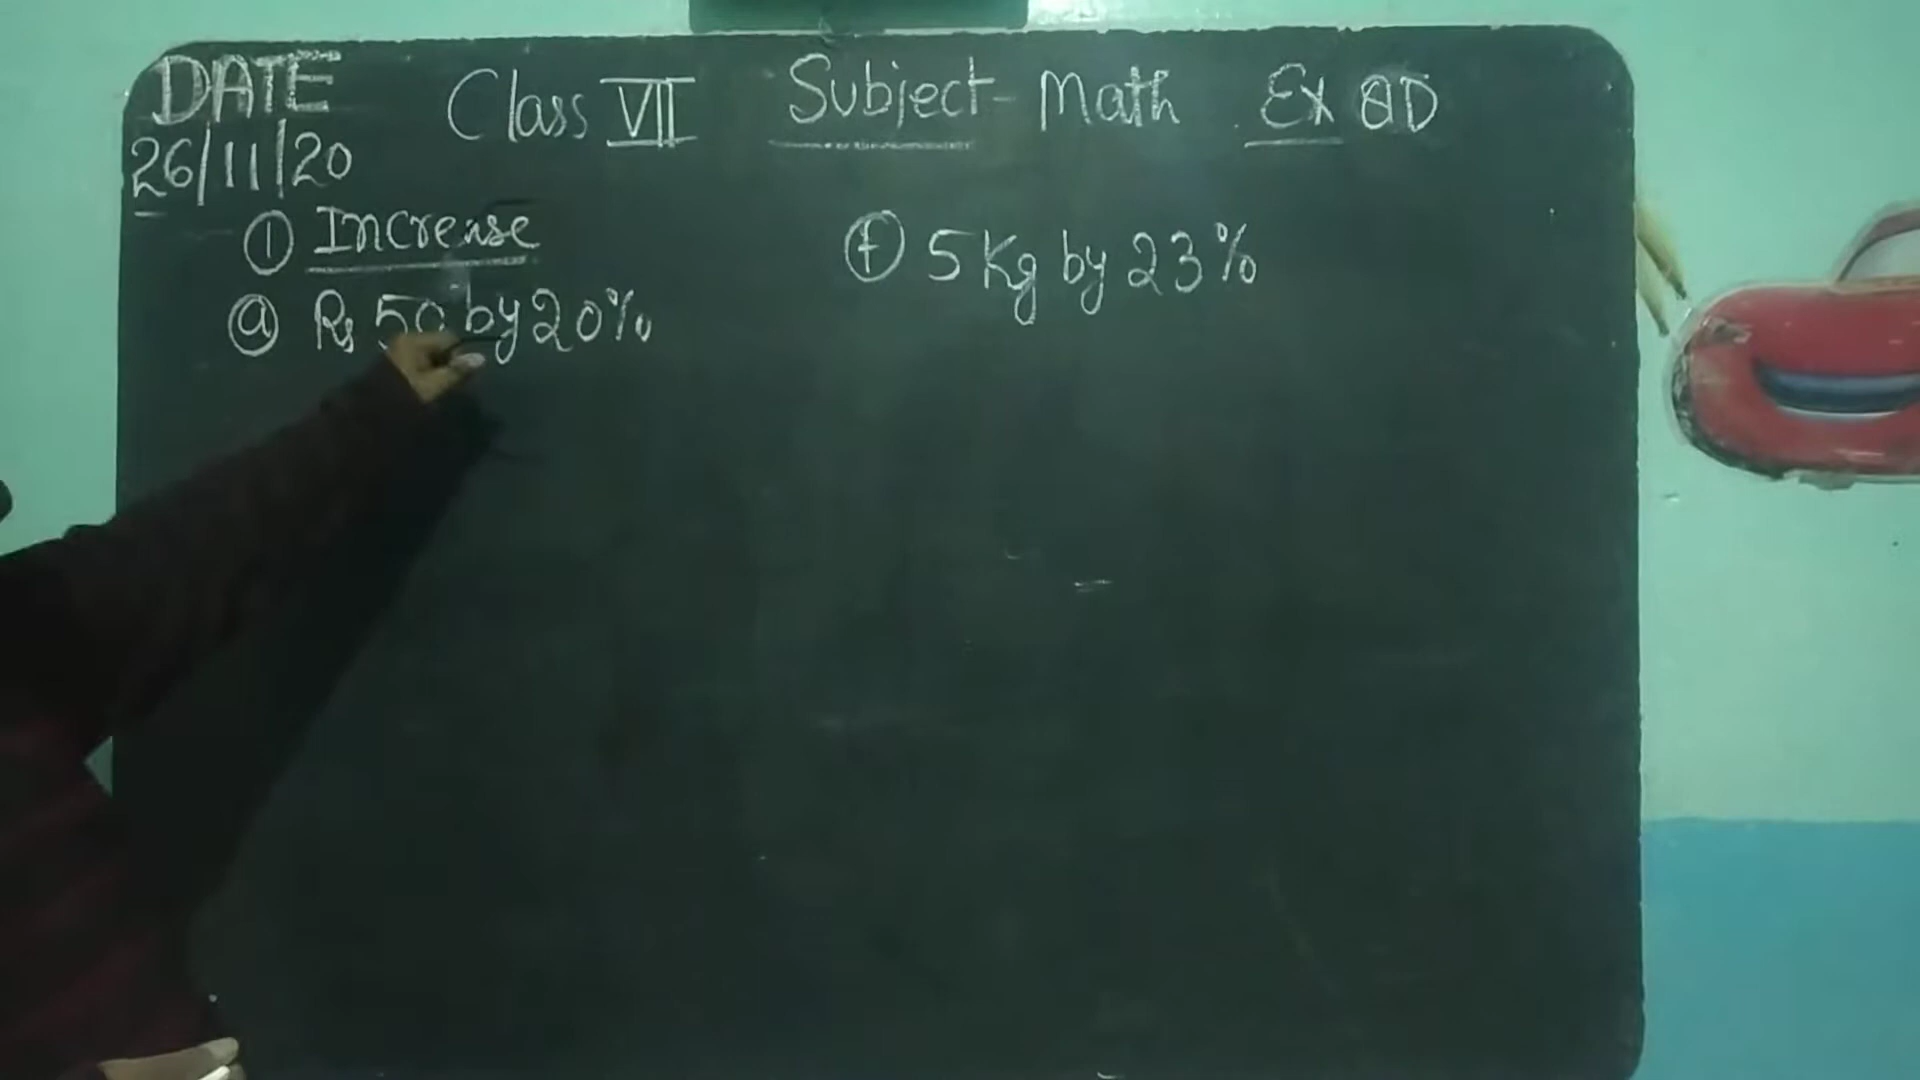 DATE
26/11/20
Class VII Subject- Math Ex 8D
① Increase
ⓐ Rs 50 by 20%
ⓕ 5 Kg by 23%